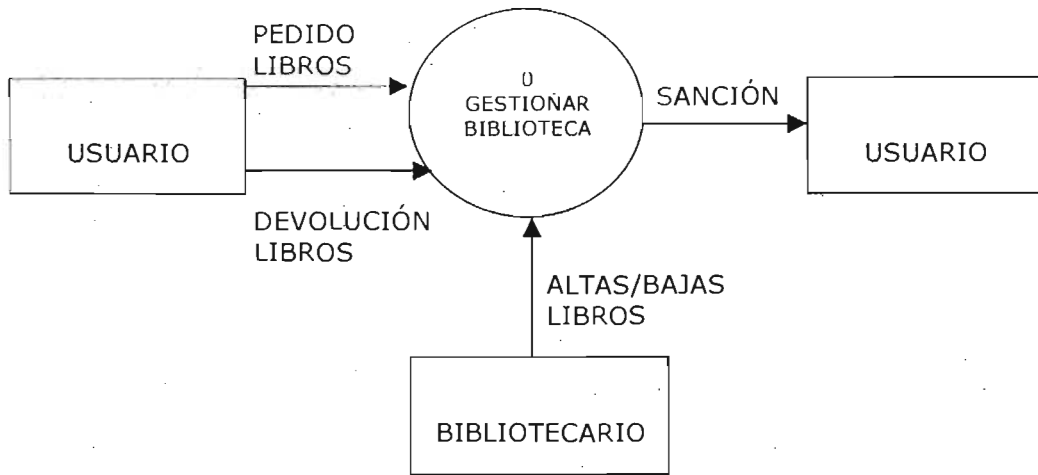 PEDIDO
LIBROS
0
GESTIONAR
BIBLIOTECA
SANCIÓN
USUARIO
USUARIO
DEVOLUCIÓN
LIBROS
ALTAS/BAJAS
LIBROS
BIBLIOTECARIO